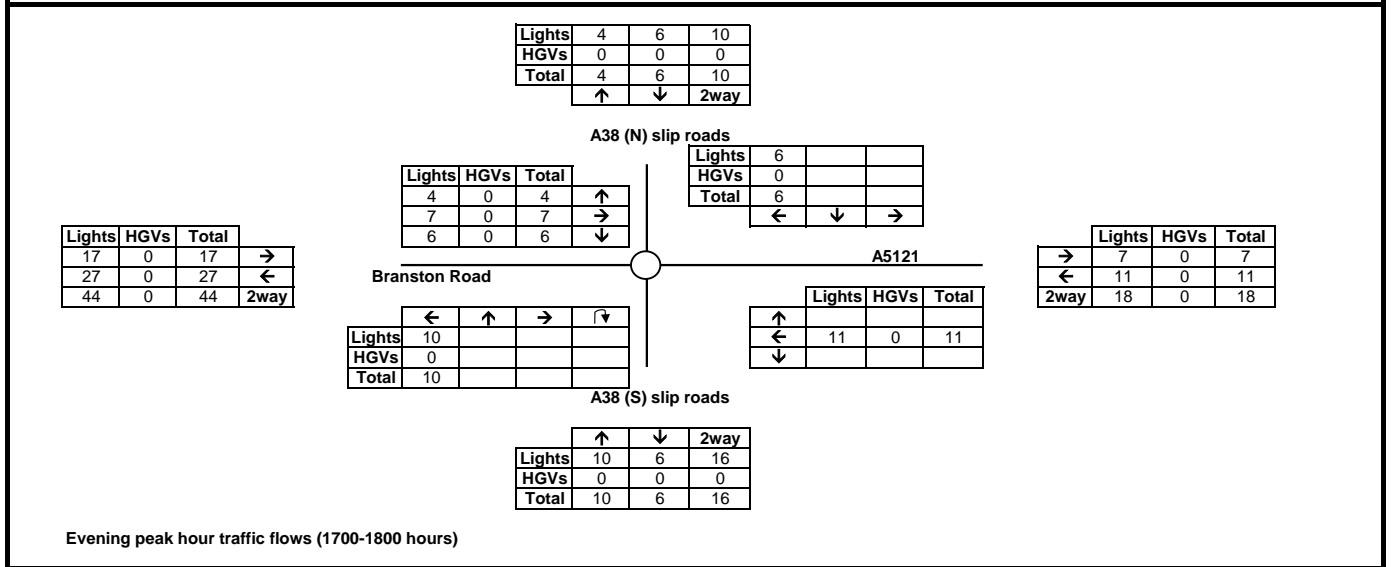 Lights 4 6 10
HGVs 0 0 0
Total 4 6 10
↑ ↓ 2way
A38 (N) slip roads
Lights 6
HGVs 0
Total 6
← ↓ →
Lights HGVs Total
4 0 4 ↑
7 0 7 →
6 0 6 ↓
Lights HGVs Total
17 0 17 →
27 0 27 ←
44 0 44 2way
Branston Road
A5121
Lights HGVs Total
→ 7 0 7
← 11 0 11
2way 18 0 18
Lights HGVs Total
↑
← 11 0 11
↓
← ↑ →
Lights 10
HGVs 0
Total 10
A38 (S) slip roads
↑ ↓ 2way
Lights 10 6 16
HGVs 0 0 0
Total 10 6 16
Evening peak hour traffic flows (1700-1800 hours)